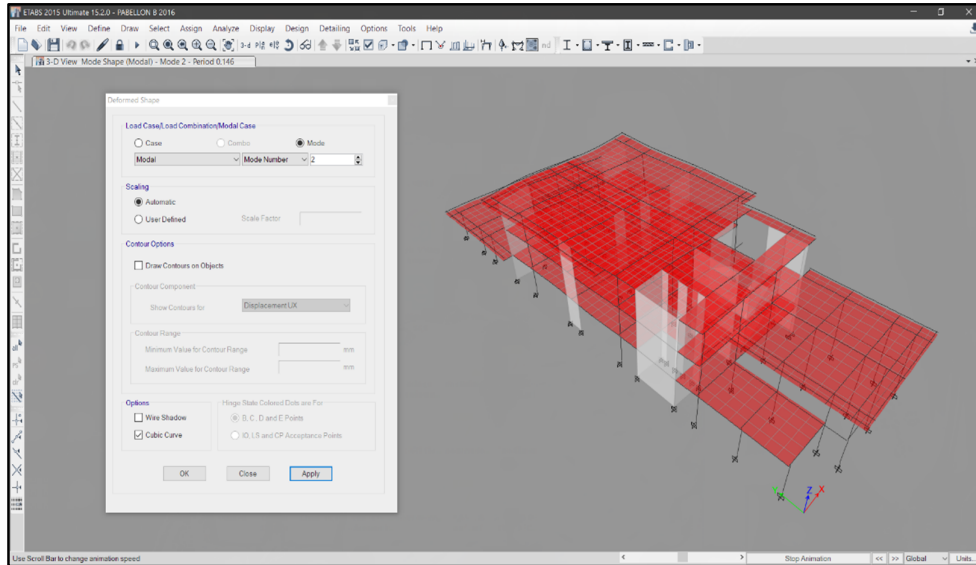 ETABS 2015 Ultimate 15.2.0 - PABELLON B 2016
File Edit View Define Draw Select Assign Analyze Display Design Detailing Options Tools Help
3-d
nd
3-D View Mode Shape (Modal) - Mode 2 - Period 0.146
Deformed Shape
Load Case/Load Combination/Modal Case
Case Combo Mode
Modal Mode Number 2
Scaling
Automatic
User Defined Scale Factor
Contour Options
Draw Contours on Objects
Contour Component
Show Contours for Displacement UX
Contour Range
Minimum Value for Contour Range mm
Maximum Value for Contour Range mm
Options Hinge State Colored Dots are For
Wire Shadow B, C, D and E Points
Cubic Curve IO, LS and CP Acceptance Points
OK Close Apply
Z X
Use Scroll Bar to change animation speed Stop Animation << >> Global Units...